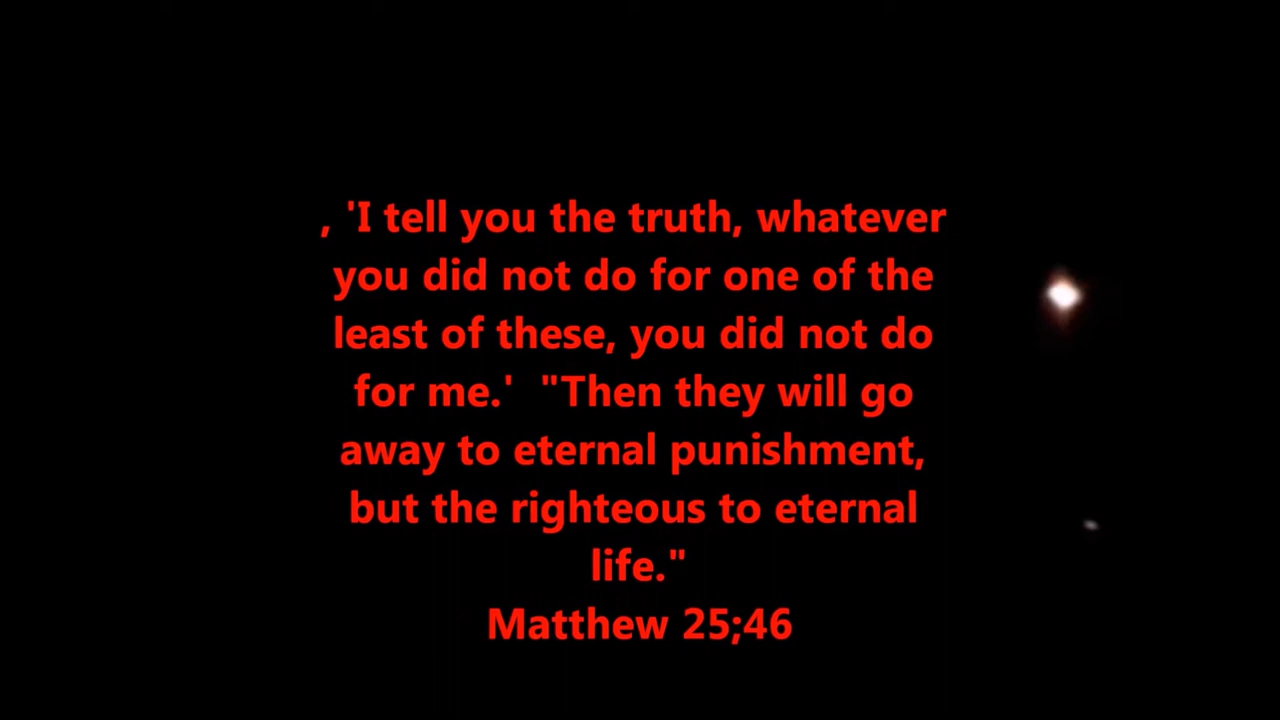 , 'I tell you the truth, whatever
you did not do for one of the
least of these, you did not do
for me.'  "Then they will go
away to eternal punishment,
but the righteous to eternal
life."
Matthew 25;46